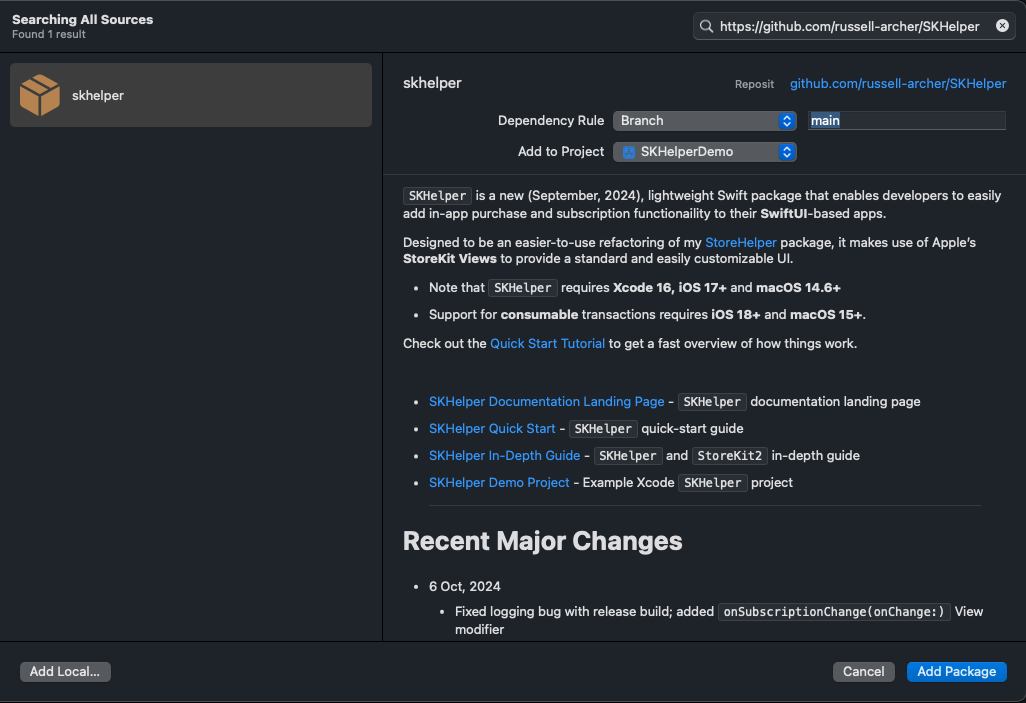 Searching All Sources
Found 1 result
https://github.com/russell-archer/SKHelper
skhelper
skhelper
Reposit github.com/russell-archer/SKHelper
Dependency Rule Branch main
Add to Project SKHelperDemo
SKHelper is a new (September, 2024), lightweight Swift package that enables developers to easily
add in-app purchase and subscription functionaility to their SwiftUI-based apps.
Designed to be an easier-to-use refactoring of my StoreHelper package, it makes use of Apple's
StoreKit Views to provide a standard and easily customizable UI.
• Note that SKHelper requires Xcode 16, iOS 17+ and macOS 14.6+
• Support for consumable transactions requires iOS 18+ and macOS 15+.
Check out the Quick Start Tutorial to get a fast overview of how things work.
• SKHelper Documentation Landing Page - SKHelper documentation landing page
• SKHelper Quick Start - SKHelper quick-start guide
• SKHelper In-Depth Guide - SKHelper and StoreKit2 in-depth guide
• SKHelper Demo Project - Example Xcode SKHelper project
Recent Major Changes
• 6 Oct, 2024
• Fixed logging bug with release build; added onSubscriptionChange(onChange:) View
modifier
Add Local...
Cancel
Add Package